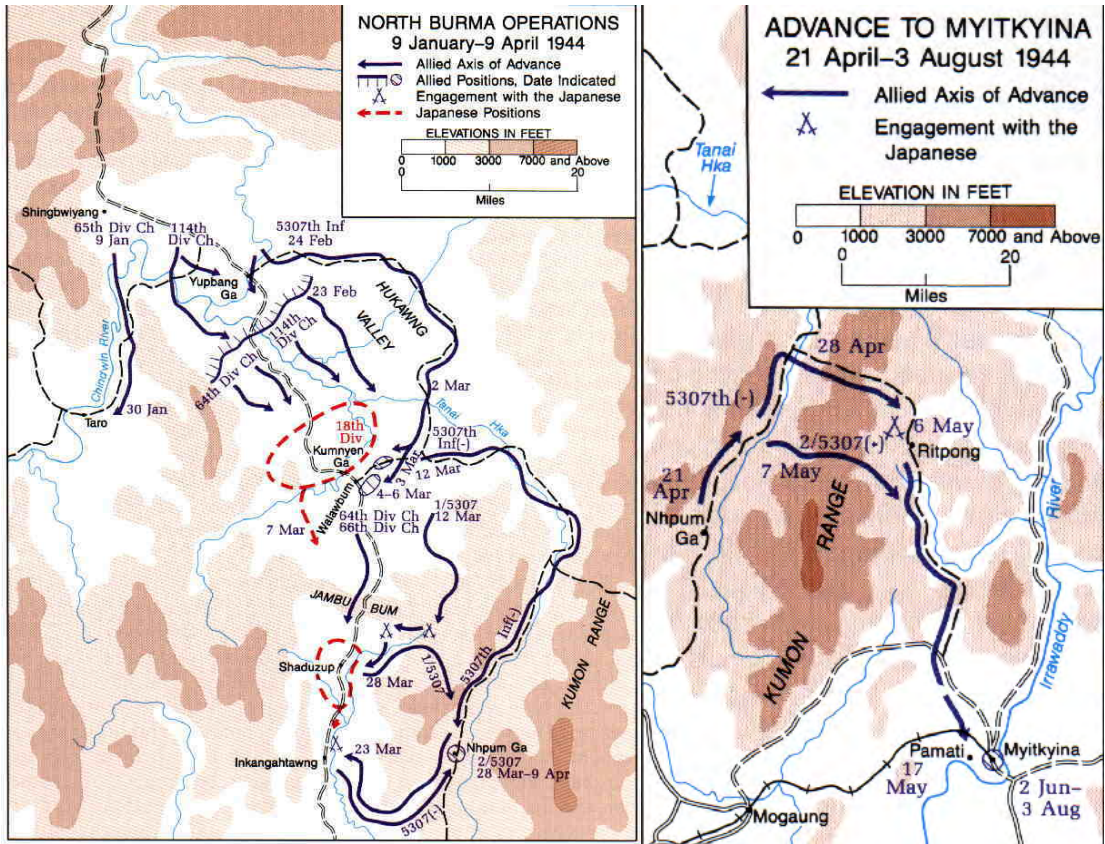 NORTH BURMA OPERATIONS
9 January–9 April 1944
Allied Axis of Advance
Allied Positions, Date Indicated
Engagement with the Japanese
Japanese Positions
ELEVATIONS IN FEET
0 1000 3000 7000 and Above
0 20
Miles
Shingbwiyang
65th Div Ch
9 Jan
114th
Div Ch
5307th Inf
24 Feb
Yupbang
Ga
23 Feb
HUKAWNG
VALLEY
114th
Div Ch
Chindwin River
64th Div Ch
2 Mar
30 Jan
Taro
Tanai
Hka
18th
Div
Kumnyen
Ga
5307th
Inf(-)
3 Mar
12 Mar
Walawbum
4–6 Mar
7 Mar
64th Div Ch
66th Div Ch
1/5307
12 Mar
JAMBU BUM
Inf(-)
5307th
KUMON RANGE
Shaduzup
28 Mar
1/5307
23 Mar
Inkangahtawng
Nhpum Ga
2/5307
28 Mar–9 Apr
5307(-)
ADVANCE TO MYITKYINA
21 April–3 August 1944
Allied Axis of Advance
Engagement with the
Japanese
ELEVATION IN FEET
0 1000 3000 7000 and Above
0 20
Miles
Tanai
Hka
28 Apr
5307th(-)
6 May
2/5307(-)
Ritpong
7 May
21
Apr
Nhpum
Ga
KUMON RANGE
Irrawaddy River
Pamati
Myitkyina
17
May
2 Jun–
3 Aug
Mogaung